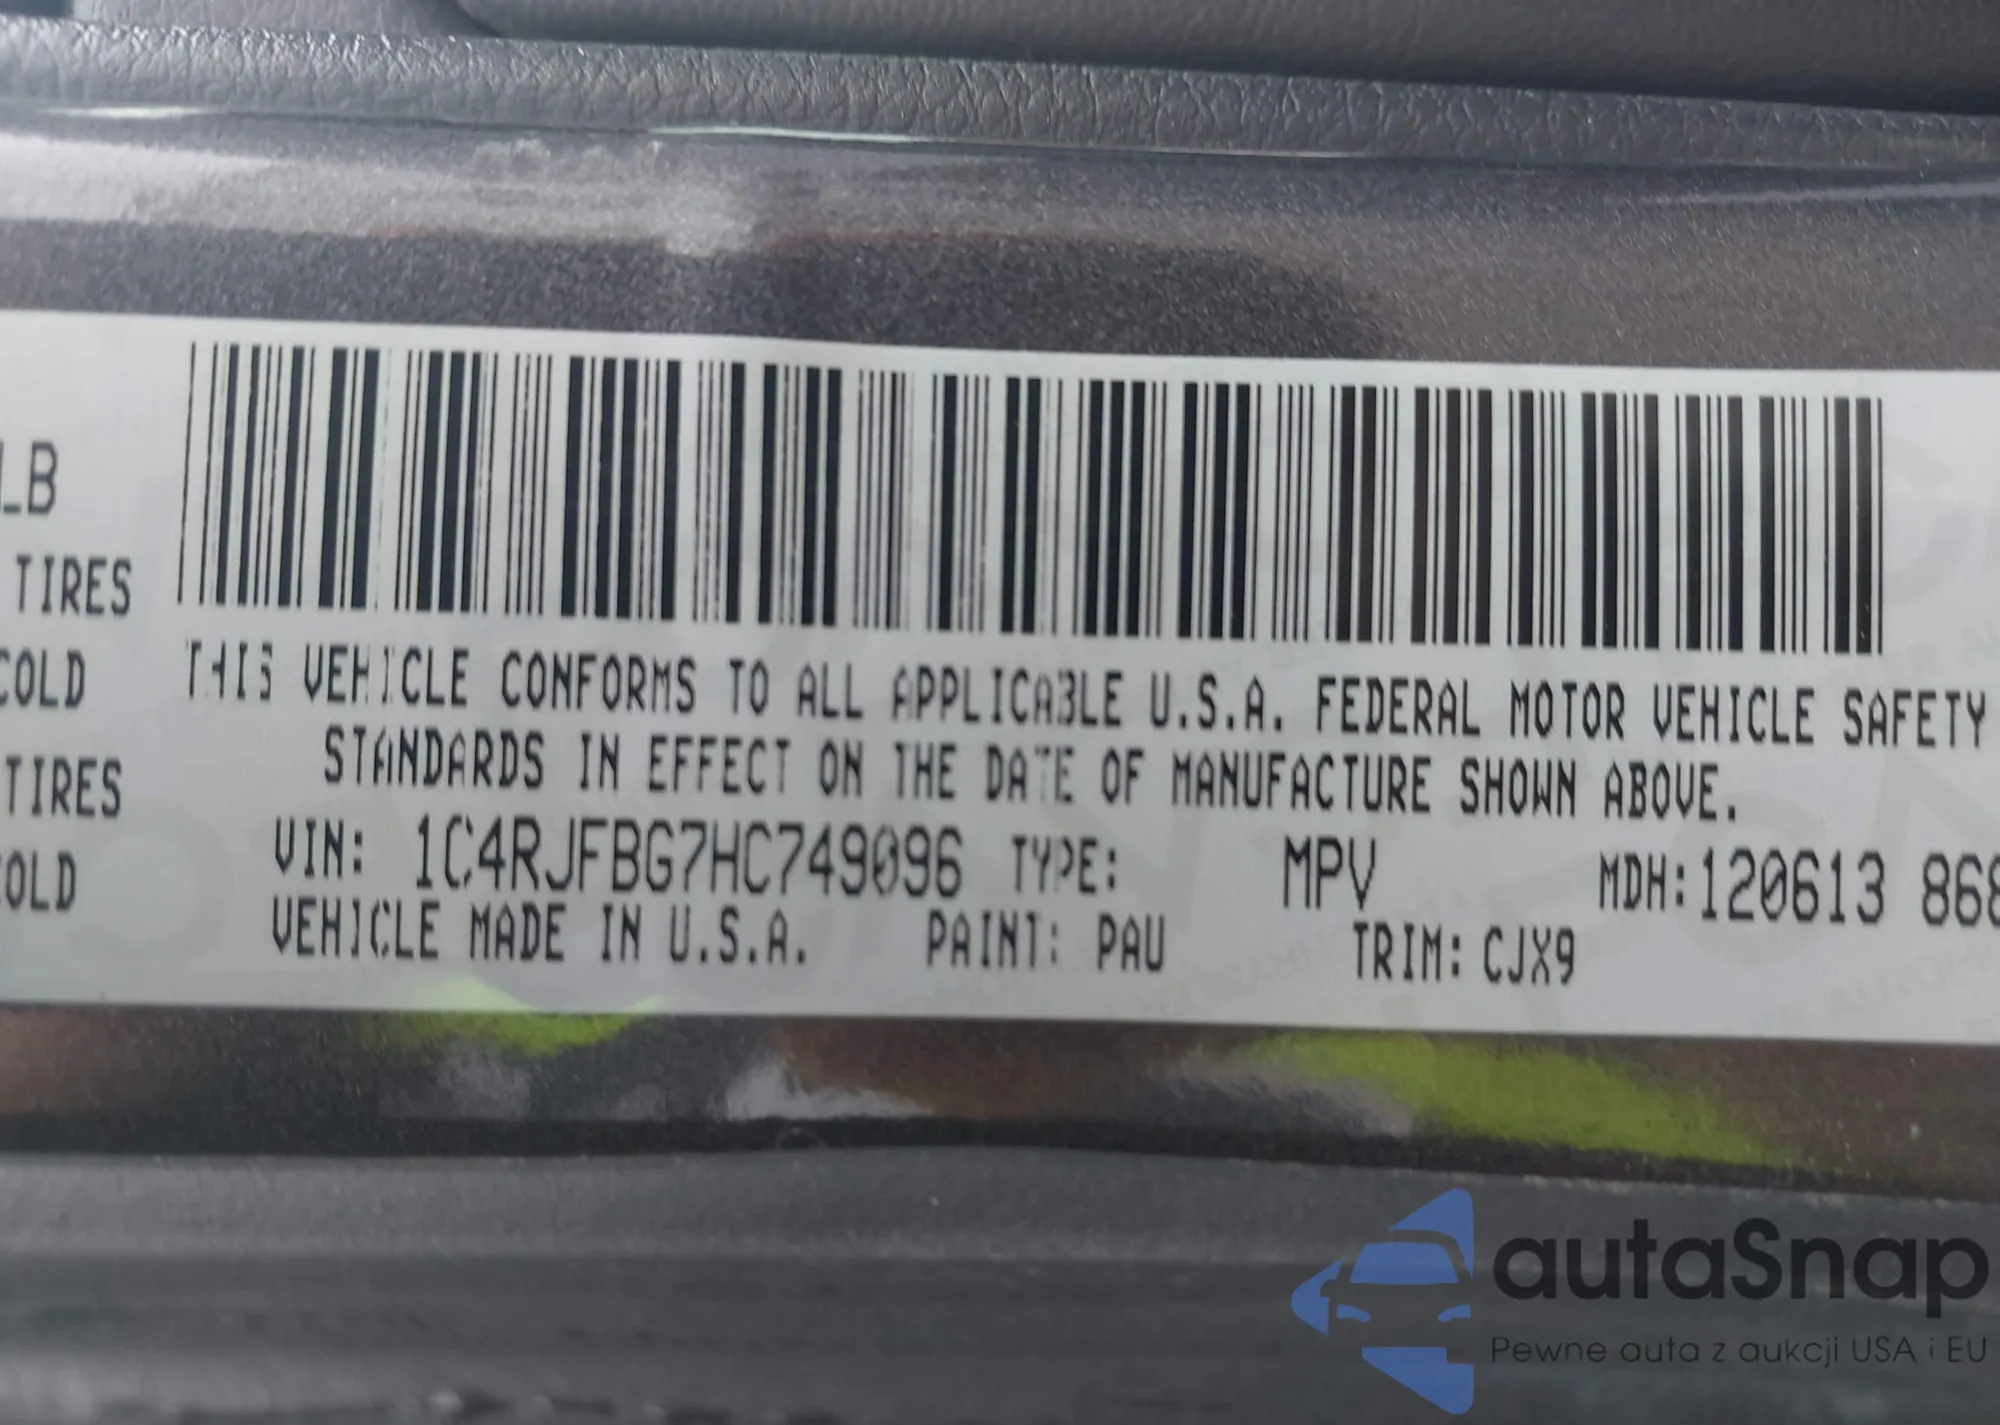 LB
TIRES
COLD
TIRES
COLD
THIS VEHICLE CONFORMS TO ALL APPLICABLE U.S.A. FEDERAL MOTOR VEHICLE SAFETY
STANDARDS IN EFFECT ON THE DATE OF MANUFACTURE SHOWN ABOVE.
VIN: 1C4RJFBG7HC749096 TYPE: MPV MDH:120613 868
VEHICLE MADE IN U.S.A. PAINT: PAU TRIM: CJX9
autaSnap
Pewne auta z aukcji USA i EU